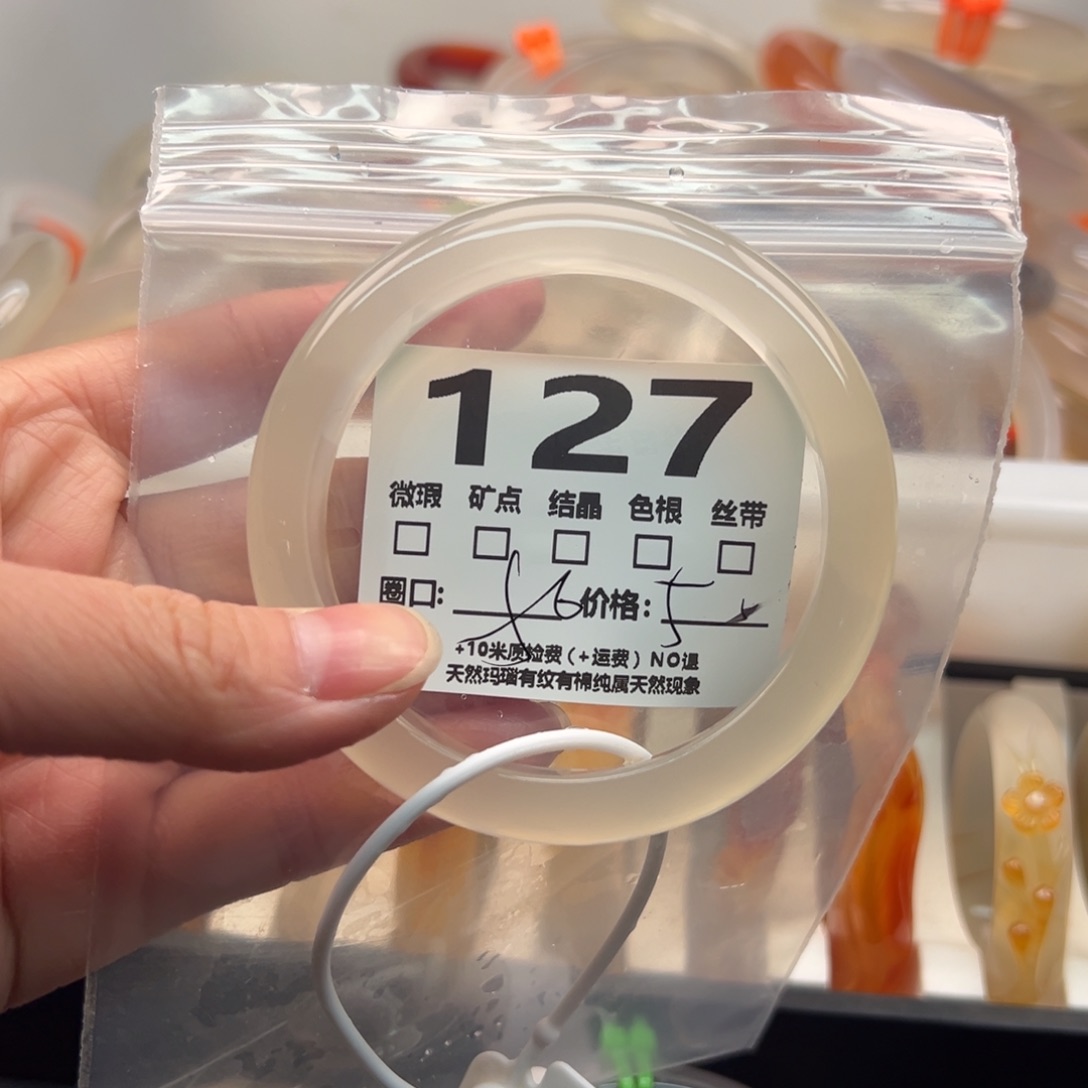 127
微瑕 矿点 结晶 色根 丝带
圈口: 价格:
+10米质检费(+运费)NO退
天然玛瑙有纹有棉纯属天然现象